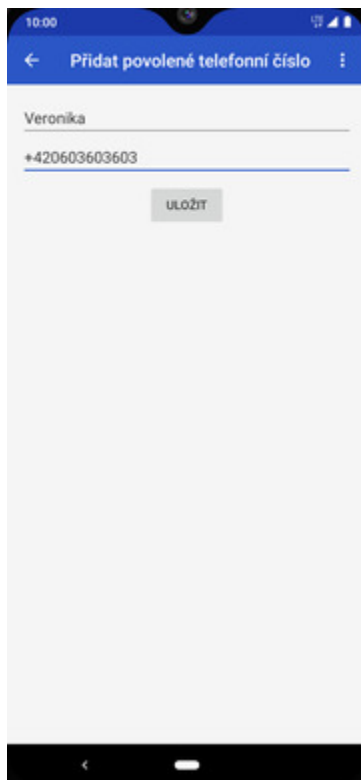 10:00
Přidat povolené telefonní číslo
Veronika
+420603603603
ULOŽIT